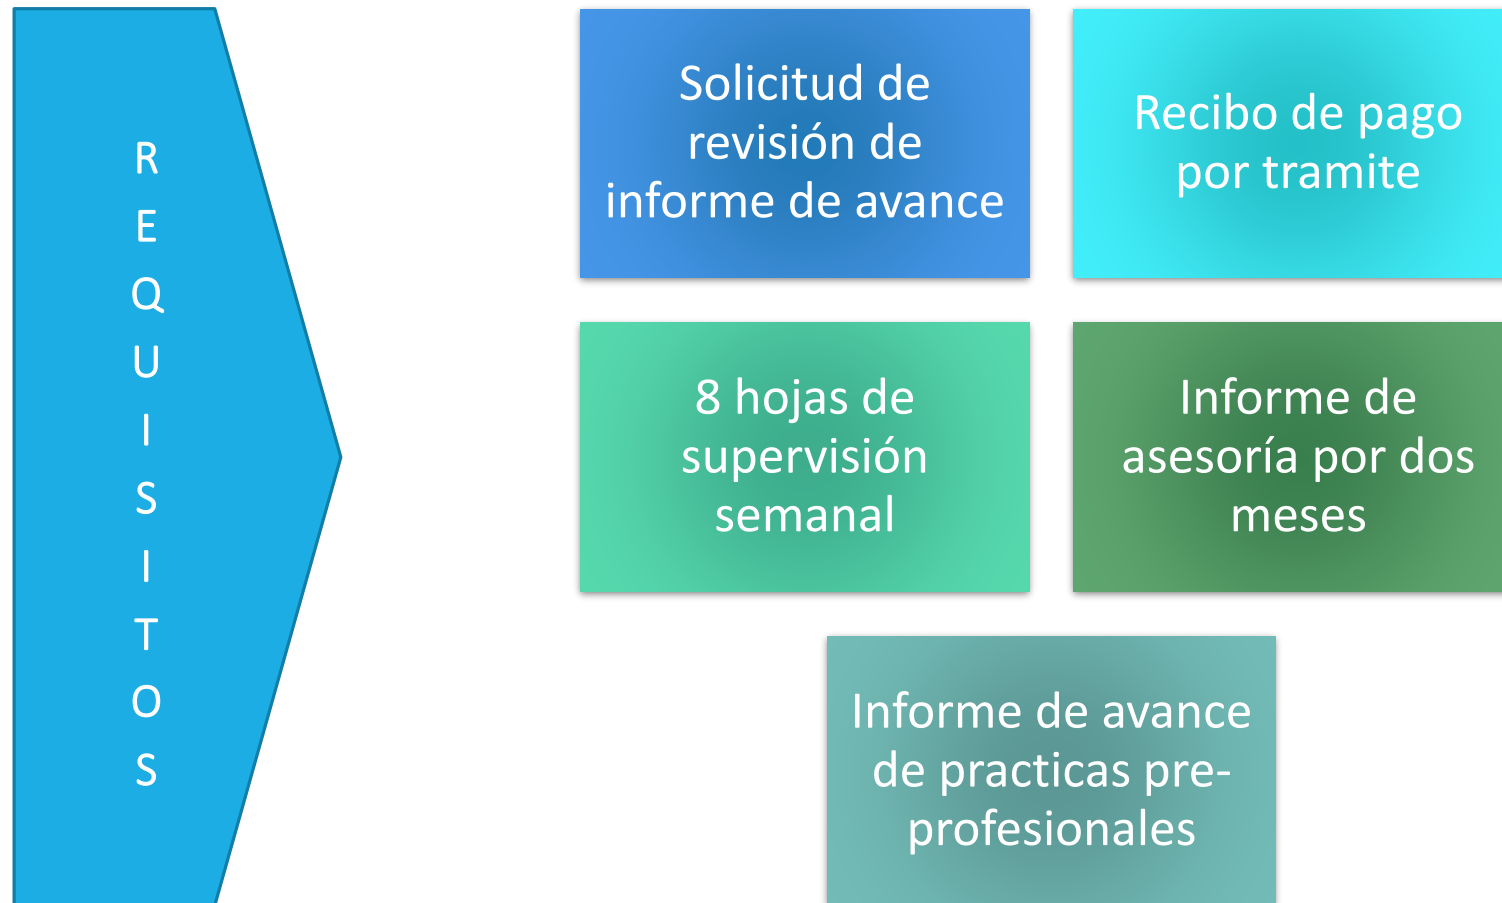 R
E
Q
U
I
S
I
T
O
S
Solicitud de
revisión de
informe de avance
Recibo de pago
por tramite
8 hojas de
supervisión
semanal
Informe de
asesoría por dos
meses
Informe de avance
de practicas pre-
profesionales